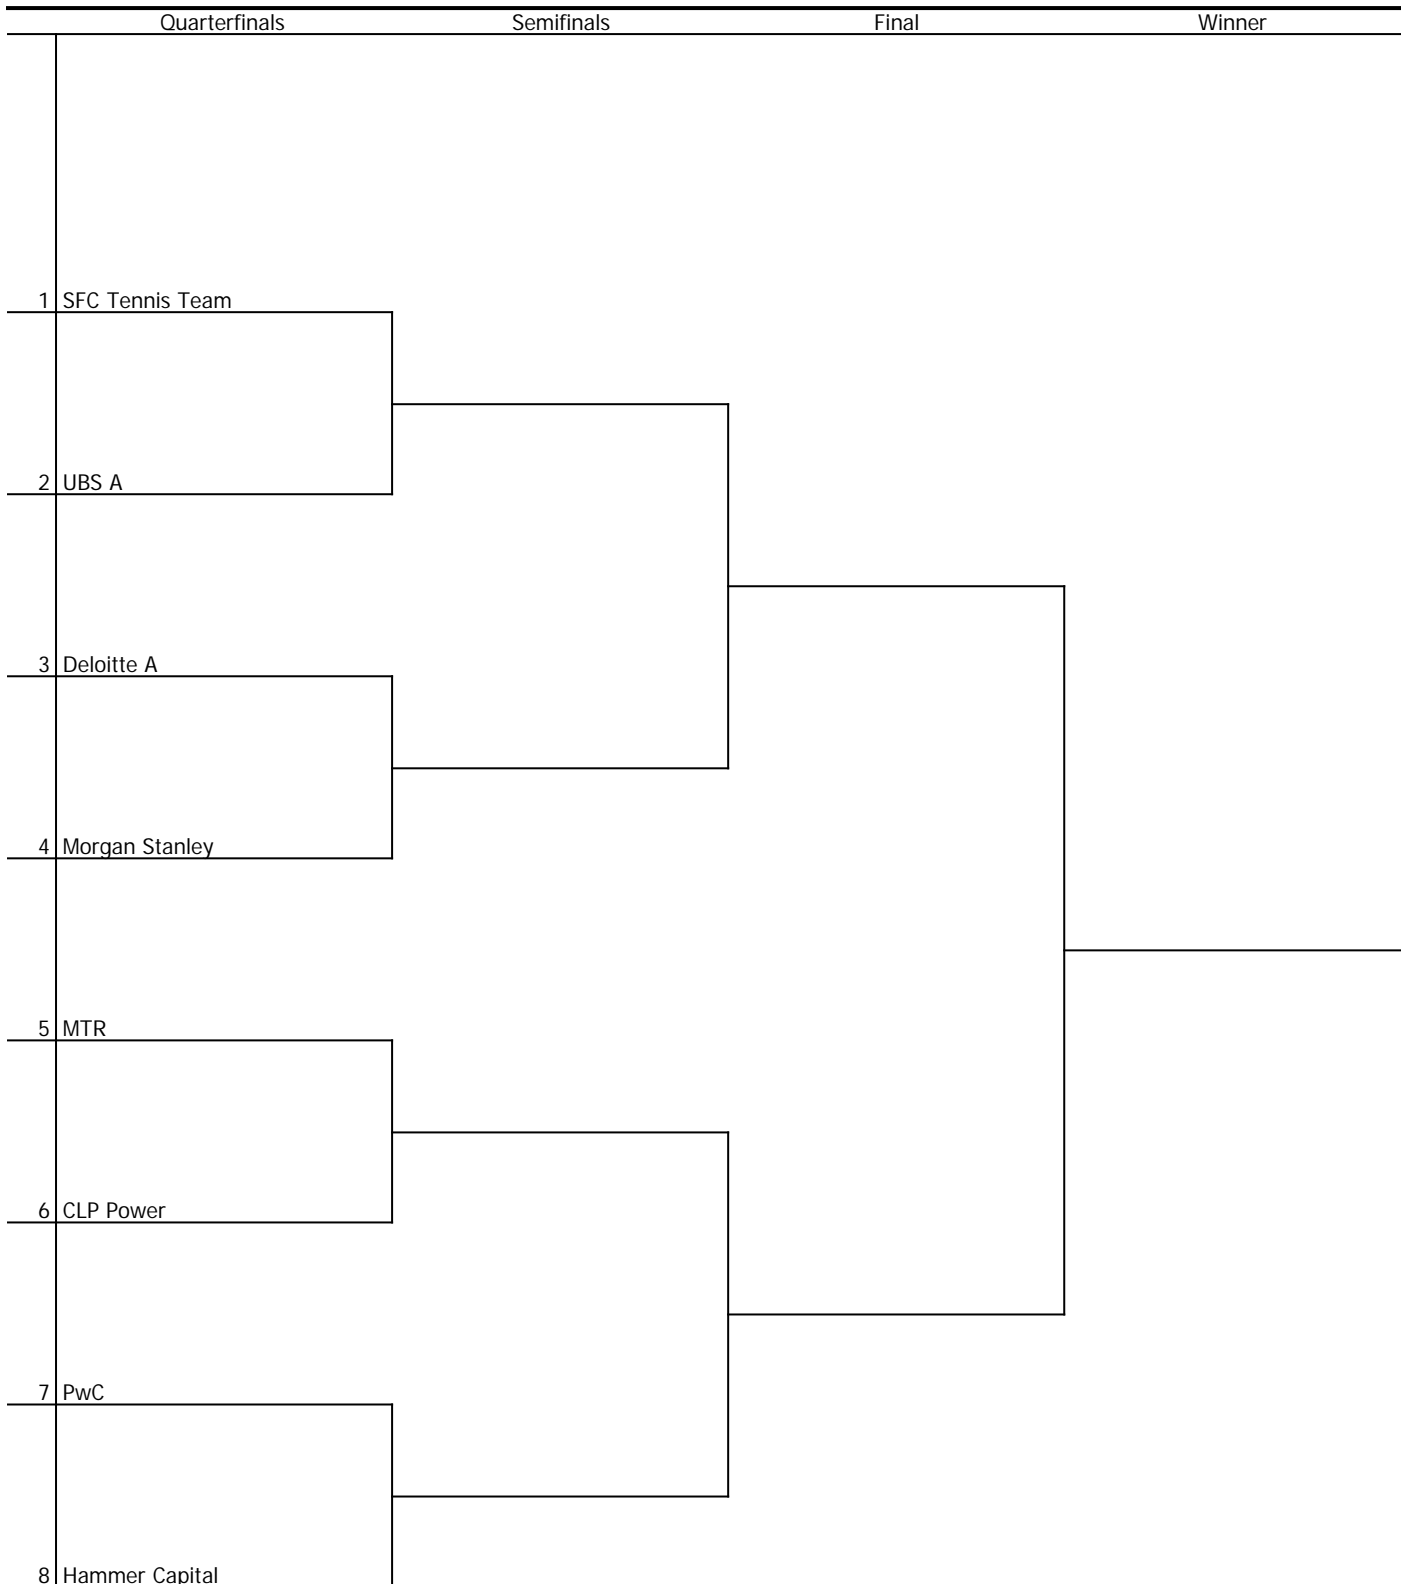 Quarterfinals Semifinals Final Winner
1 SFC Tennis Team
2 UBS A
3 Deloitte A
4 Morgan Stanley
5 MTR
6 CLP Power
7 PwC
8 Hammer Capital